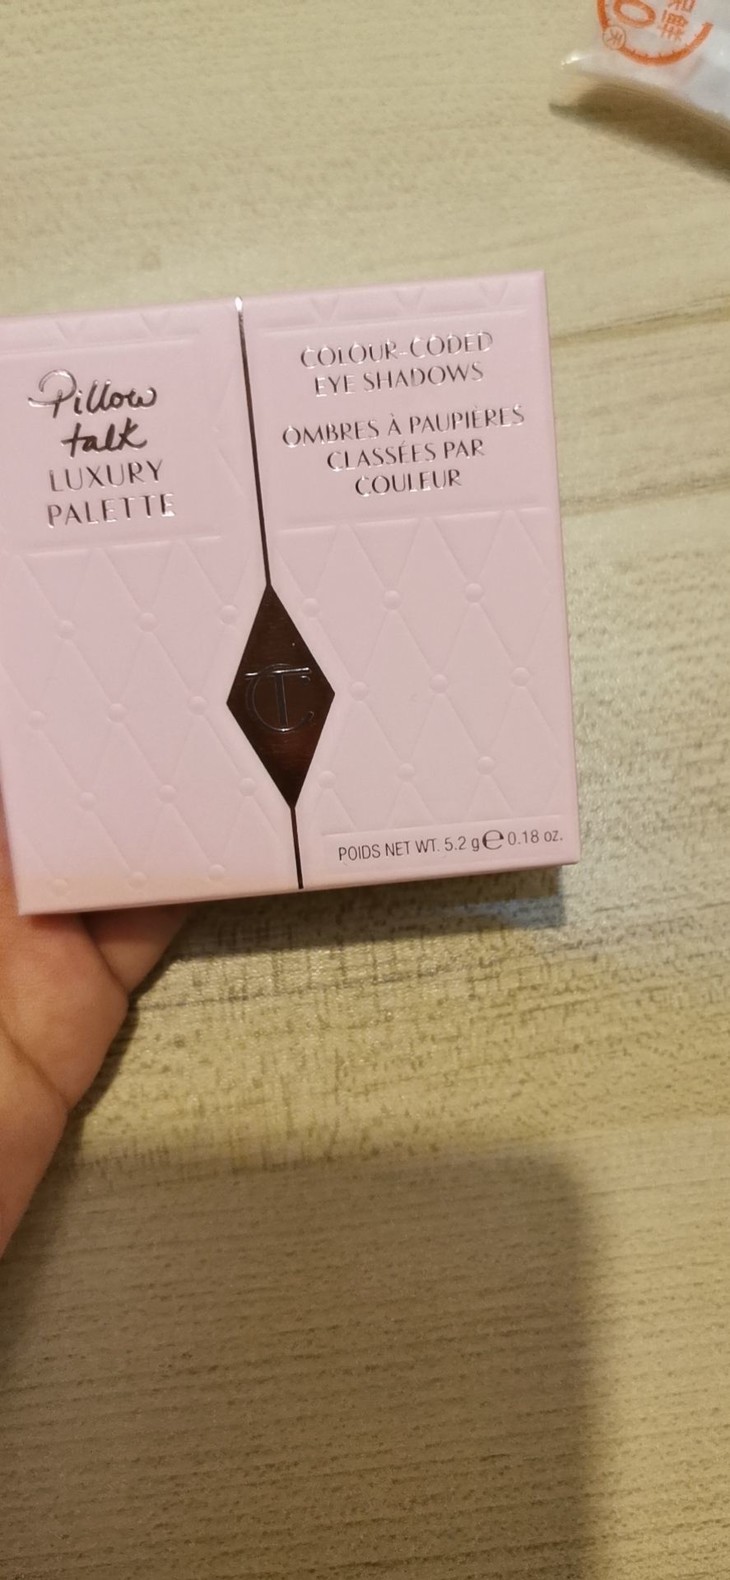 Pillow
talk
LUXURY
PALETTE
COLOUR-CODED
EYE SHADOWS
OMBRES À PAUPIÈRES
CLASSÉES PAR
COULEUR
CT
POIDS NET WT. 5.2 g ℮ 0.18 oz.